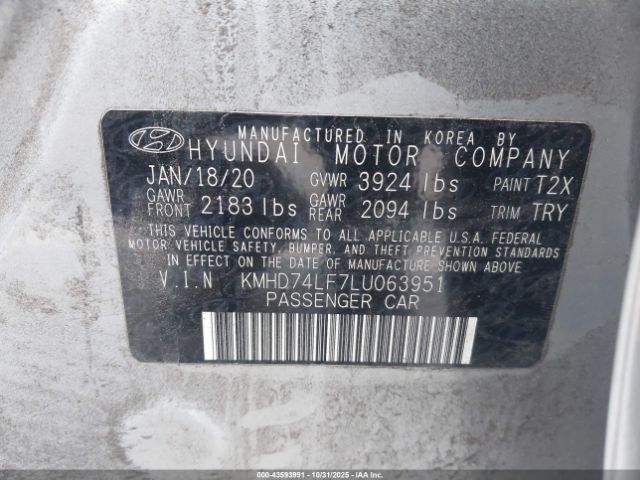 MANUFACTURED IN KOREA BY
HYUNDAI MOTOR COMPANY
JAN/18/20 GVWR 3924 lbs PAINT T2X
GAWR FRONT 2183 lbs GAWR REAR 2094 lbs TRIM TRY
THIS VEHICLE CONFORMS TO ALL APPLICABLE U.S.A. FEDERAL
MOTOR VEHICLE SAFETY, BUMPER, AND THEFT PREVENTION STANDARDS
IN EFFECT ON THE DATE OF MANUFACTURE SHOWN ABOVE
V.I.N KMHD74LF7LU063951
PASSENGER CAR
000-43593991 - 10/31/2025 - COPYRIGHT IAA, LLC